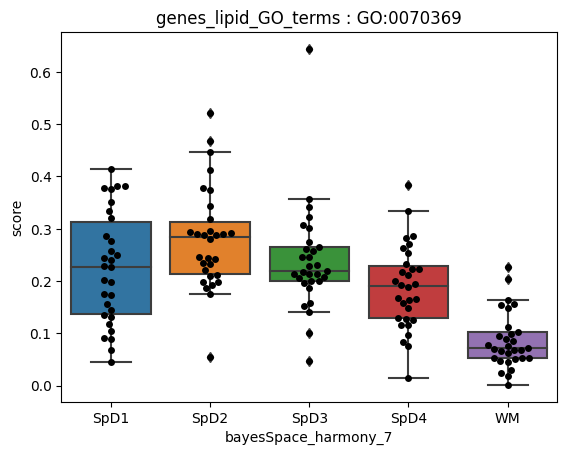 genes_lipid_GO_terms : GO:0070369
score
0.6
0.5
0.4
0.3
0.2
0.1
0.0
SpD1 SpD2 SpD3 SpD4 WM
bayesSpace_harmony_7